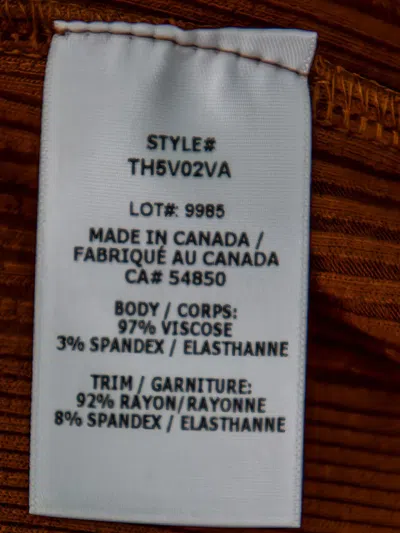 STYLE#
TH5V02VA
LOT#: 9985
MADE IN CANADA /
FABRIQUÉ AU CANADA
CA# 54850
BODY / CORPS:
97% VISCOSE
3% SPANDEX / ELASTHANNE
TRIM / GARNITURE:
92% RAYON/RAYONNE
8% SPANDEX / ELASTHANNE